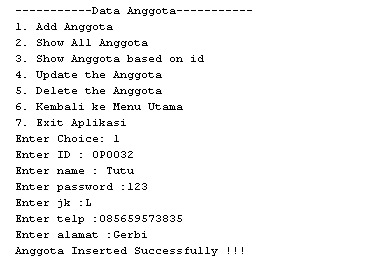 -----------Data Anggota-----------
1. Add Anggota
2. Show All Anggota
3. Show Anggota based on id
4. Update the Anggota
5. Delete the Anggota
6. Kembali ke Menu Utama
7. Exit Aplikasi
Enter Choice: 1
Enter ID : OP0032
Enter name : Tutu
Enter password :123
Enter jk :L
Enter telp :085659573835
Enter alamat :Gerbi
Anggota Inserted Successfully !!!